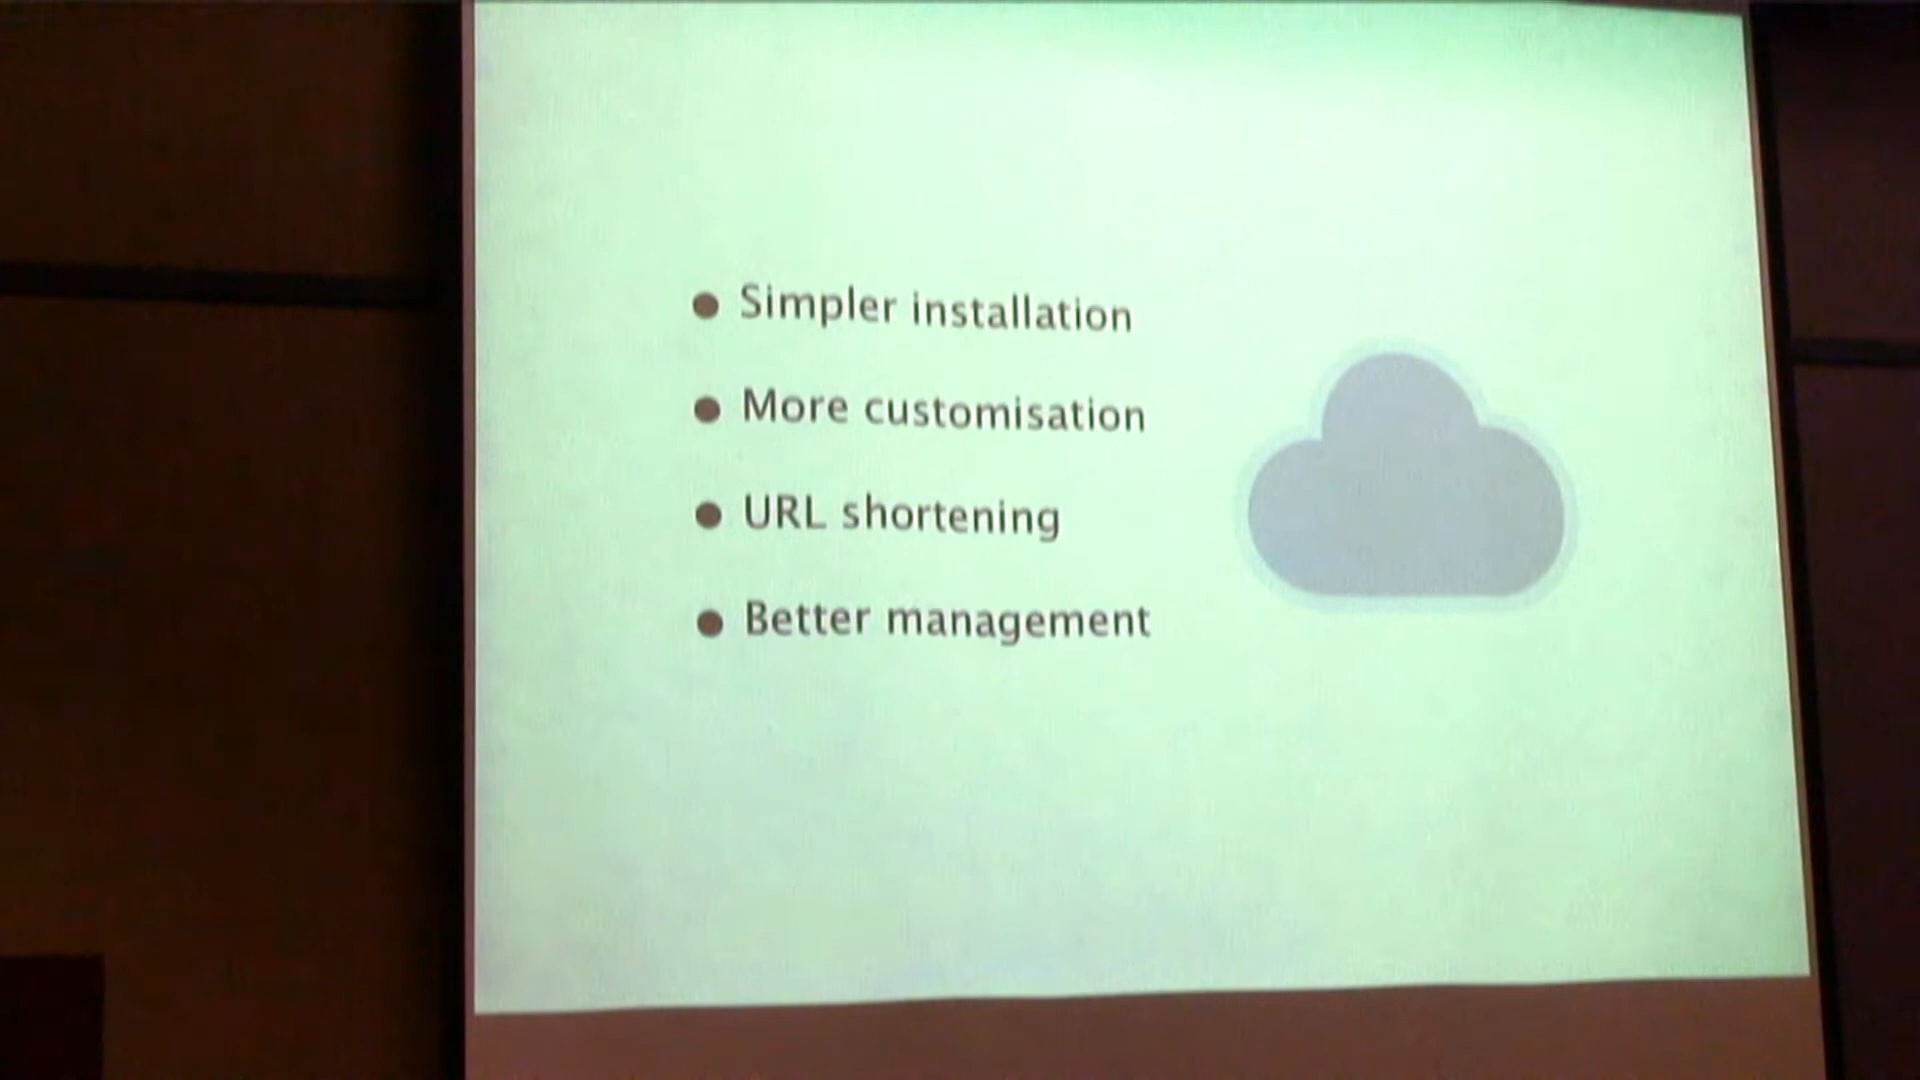 Simpler installation
More customisation
URL shortening
Better management